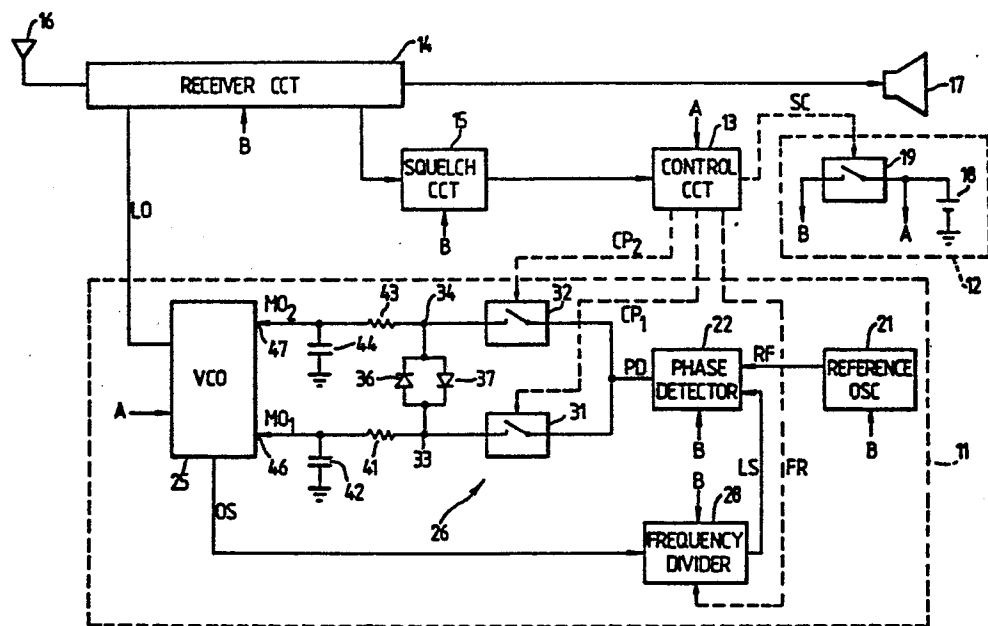 16
14
RECEIVER CCT
17
B
A
SC
15
SQUELCH
CCT
13
CONTROL
CCT
19
18
B
A
LO
B
CP2
12
43
34
32
CP1
MO2
22
21
47
44
PHASE
DETECTOR
PD
RF
REFERENCE
OSC
VCO
36
37
31
A
MO1
B
B
11
46
41
33
LS
FR
25
42
B
OS
26
28
FREQUENCY
DIVIDER